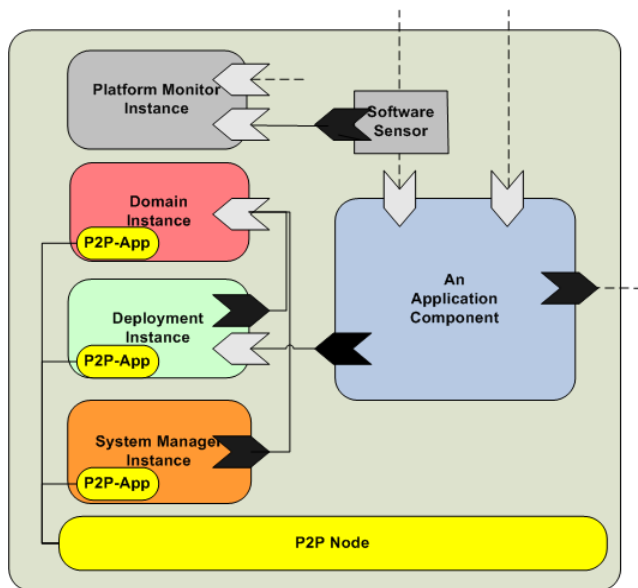 Platform Monitor
Instance
Software
Sensor
Domain
Instance
P2P-App
An
Application
Component
Deployment
Instance
P2P-App
System Manager
Instance
P2P-App
P2P Node